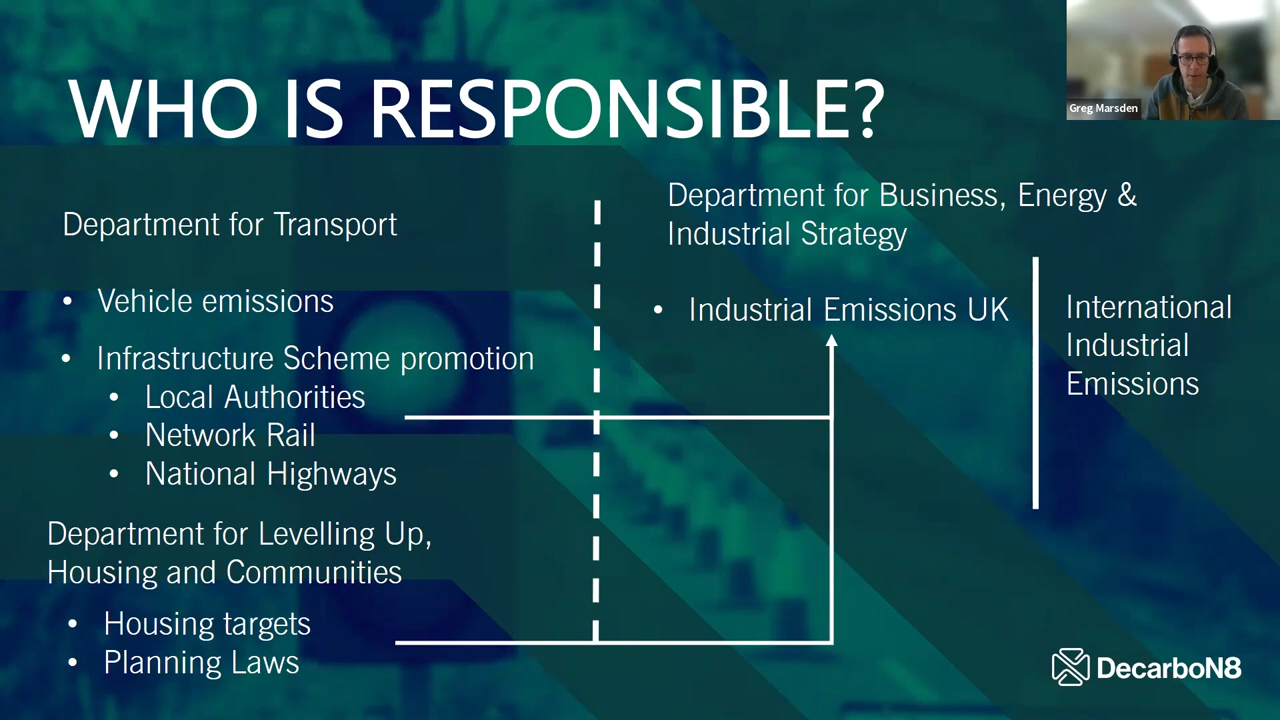 WHO IS RESPONSIBLE?
Greg Marsden
Department for Transport
• Vehicle emissions
• Infrastructure Scheme promotion
• Local Authorities
• Network Rail
• National Highways
Department for Levelling Up,
Housing and Communities
• Housing targets
• Planning Laws
Department for Business, Energy &
Industrial Strategy
• Industrial Emissions UK
International
Industrial
Emissions
DecarboN8